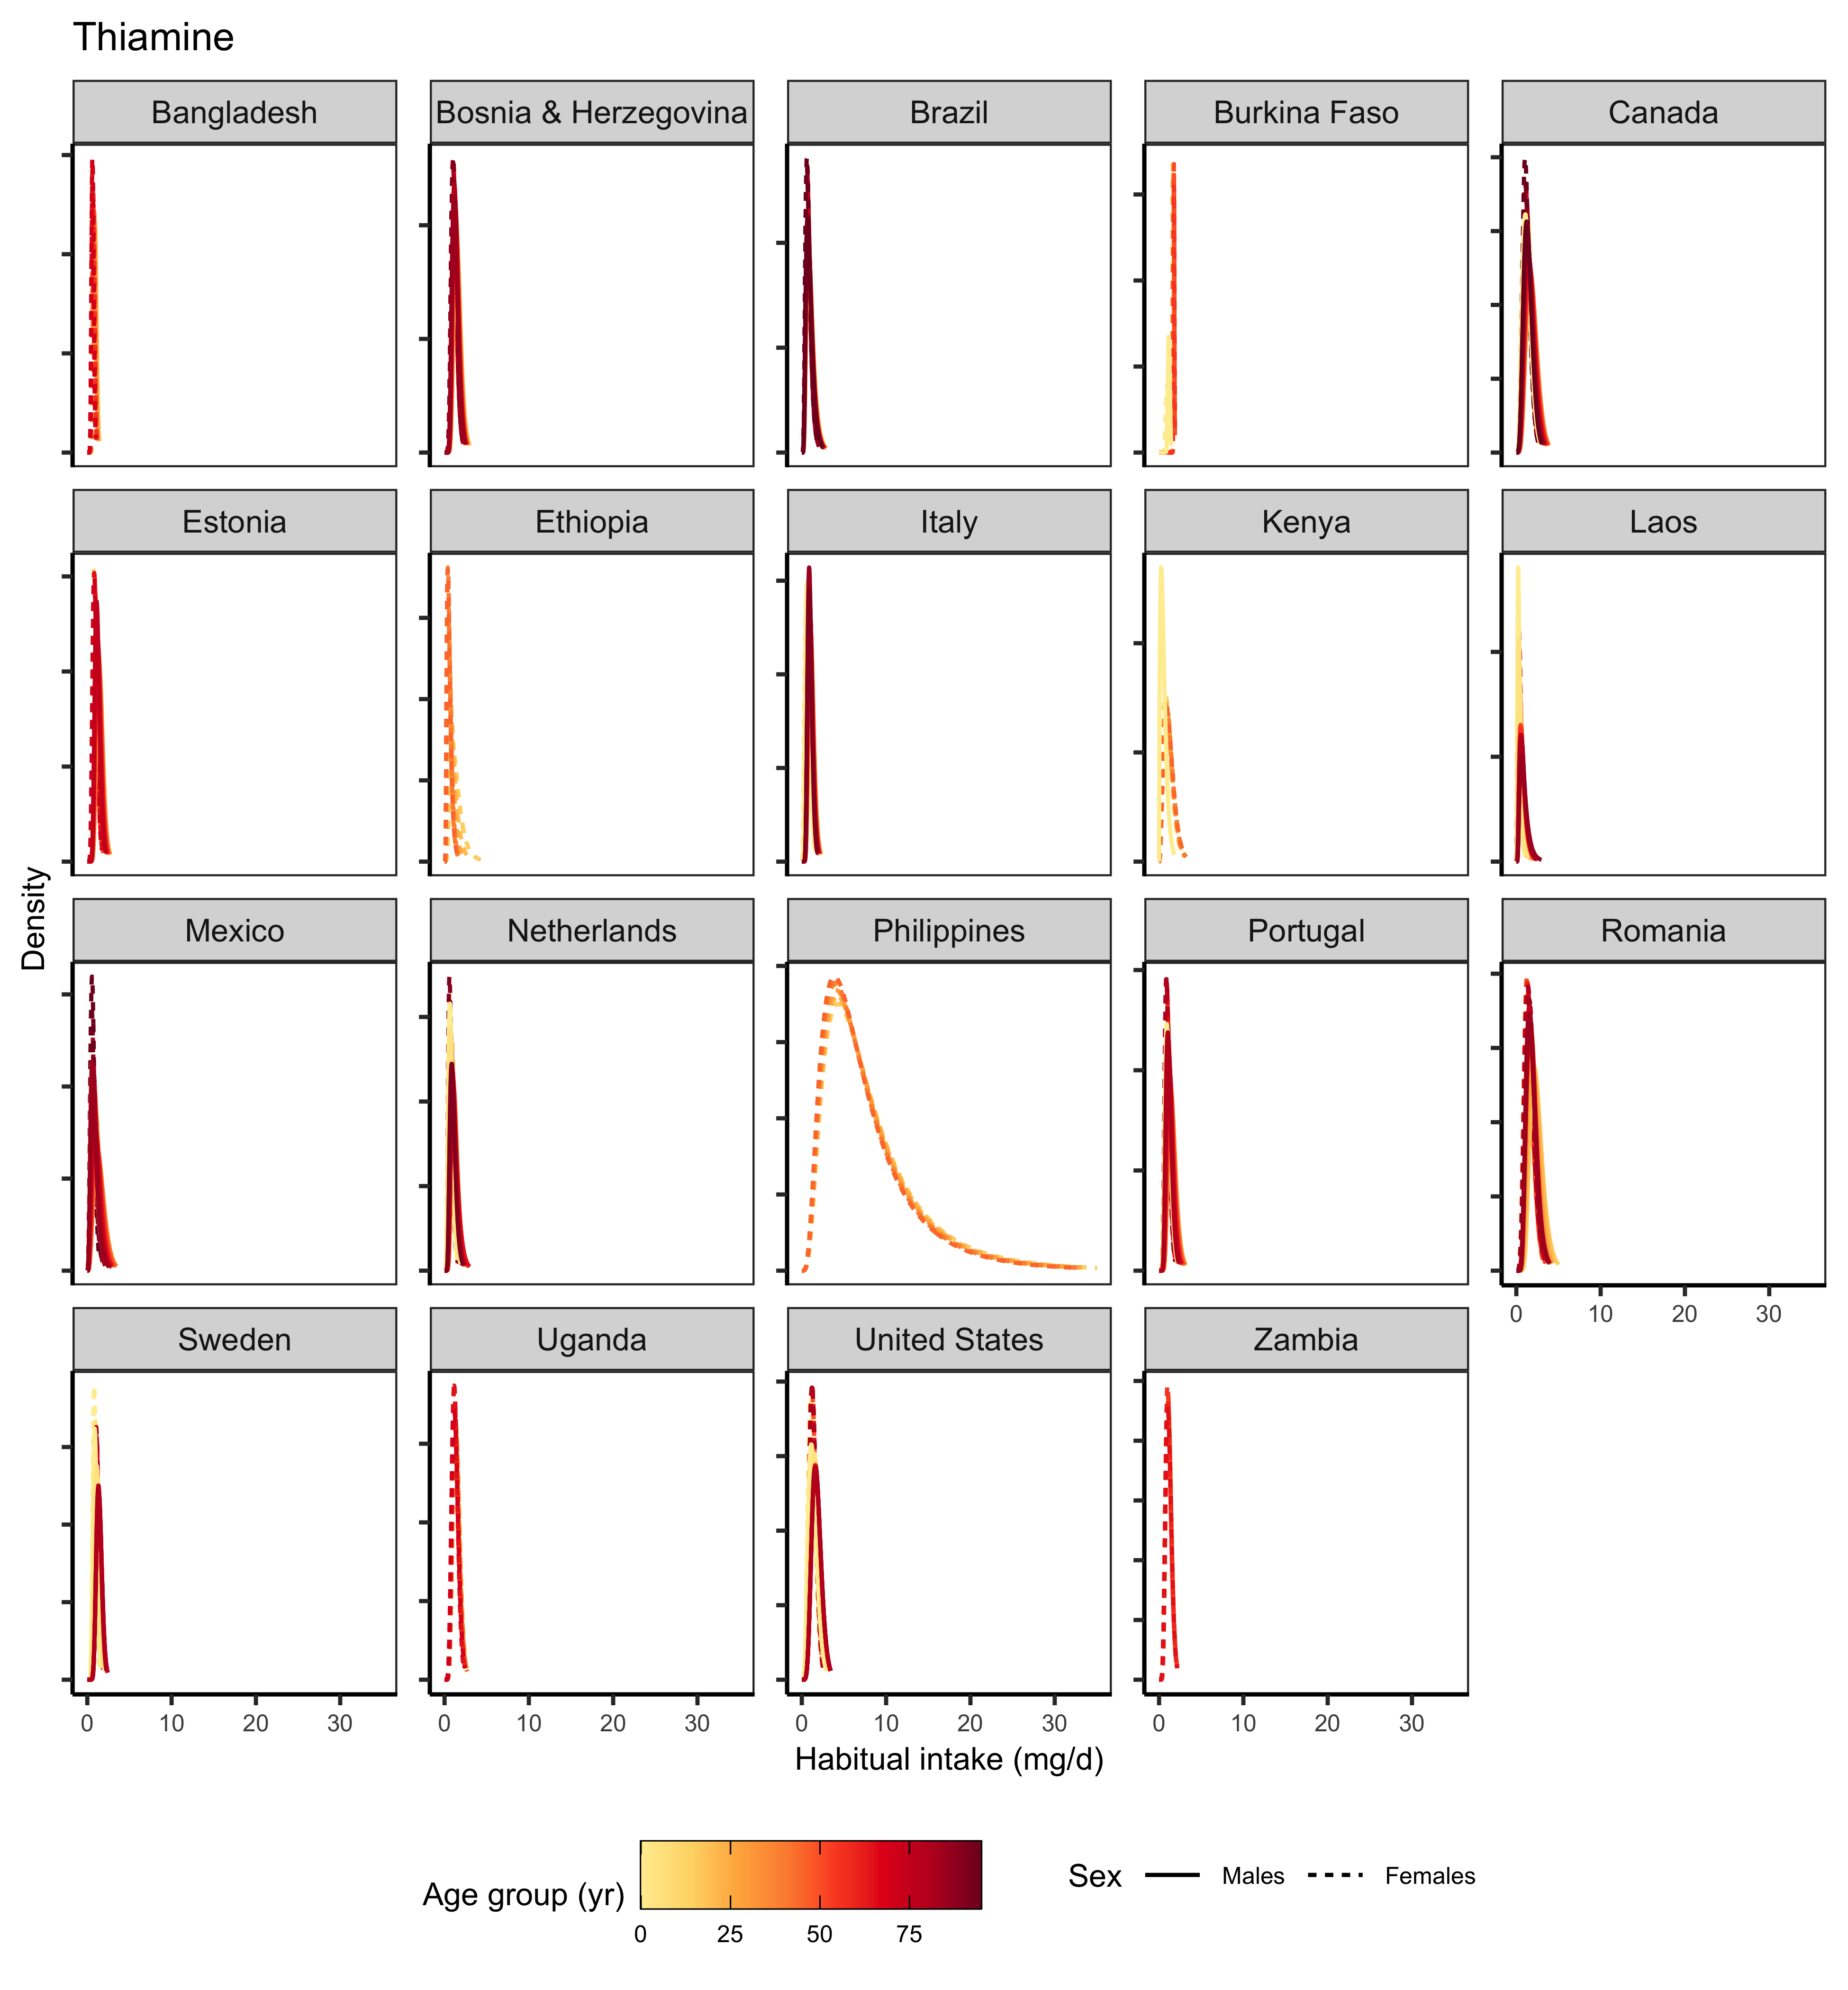 Thiamine
Bangladesh
Bosnia & Herzegovina
Brazil
Burkina Faso
Canada
Estonia
Ethiopia
Italy
Kenya
Laos
Density
Mexico
Netherlands
Philippines
Portugal
Romania
0 10 20 30
Sweden
Uganda
United States
Zambia
0 10 20 30
0 10 20 30
0 10 20 30
0 10 20 30
Habitual intake (mg/d)
Age group (yr)
0 25 50 75
Sex
Males
Females